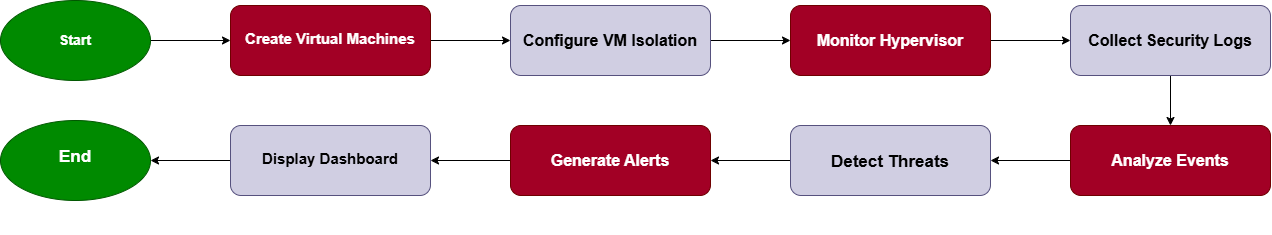 Start
Create Virtual Machines
Configure VM Isolation
Monitor Hypervisor
Collect Security Logs
Analyze Events
Detect Threats
Generate Alerts
Display Dashboard
End